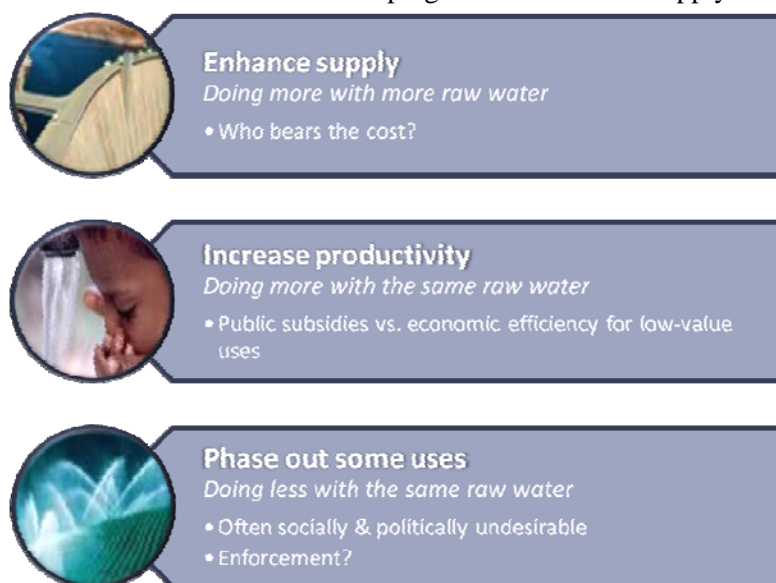 Enhance supply
Doing more with more raw water
• Who bears the cost?
Increase productivity
Doing more with the same raw water
• Public subsidies vs. economic efficiency for low-value
uses
Phase out some uses
Doing less with the same raw water
• Often socially & politically undesirable
• Enforcement?